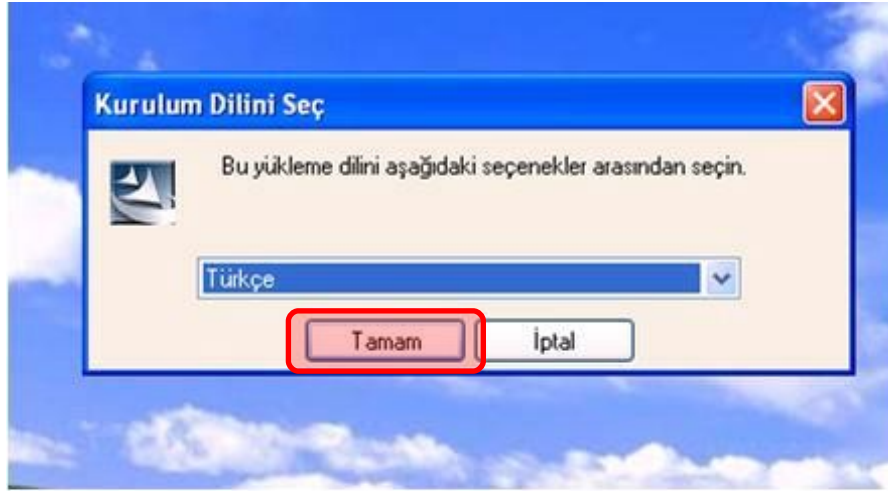 Kurulum Dilini Seç
Bu yükleme dilini aşağıdaki seçenekler arasından seçin.
Türkçe
Tamam
İptal